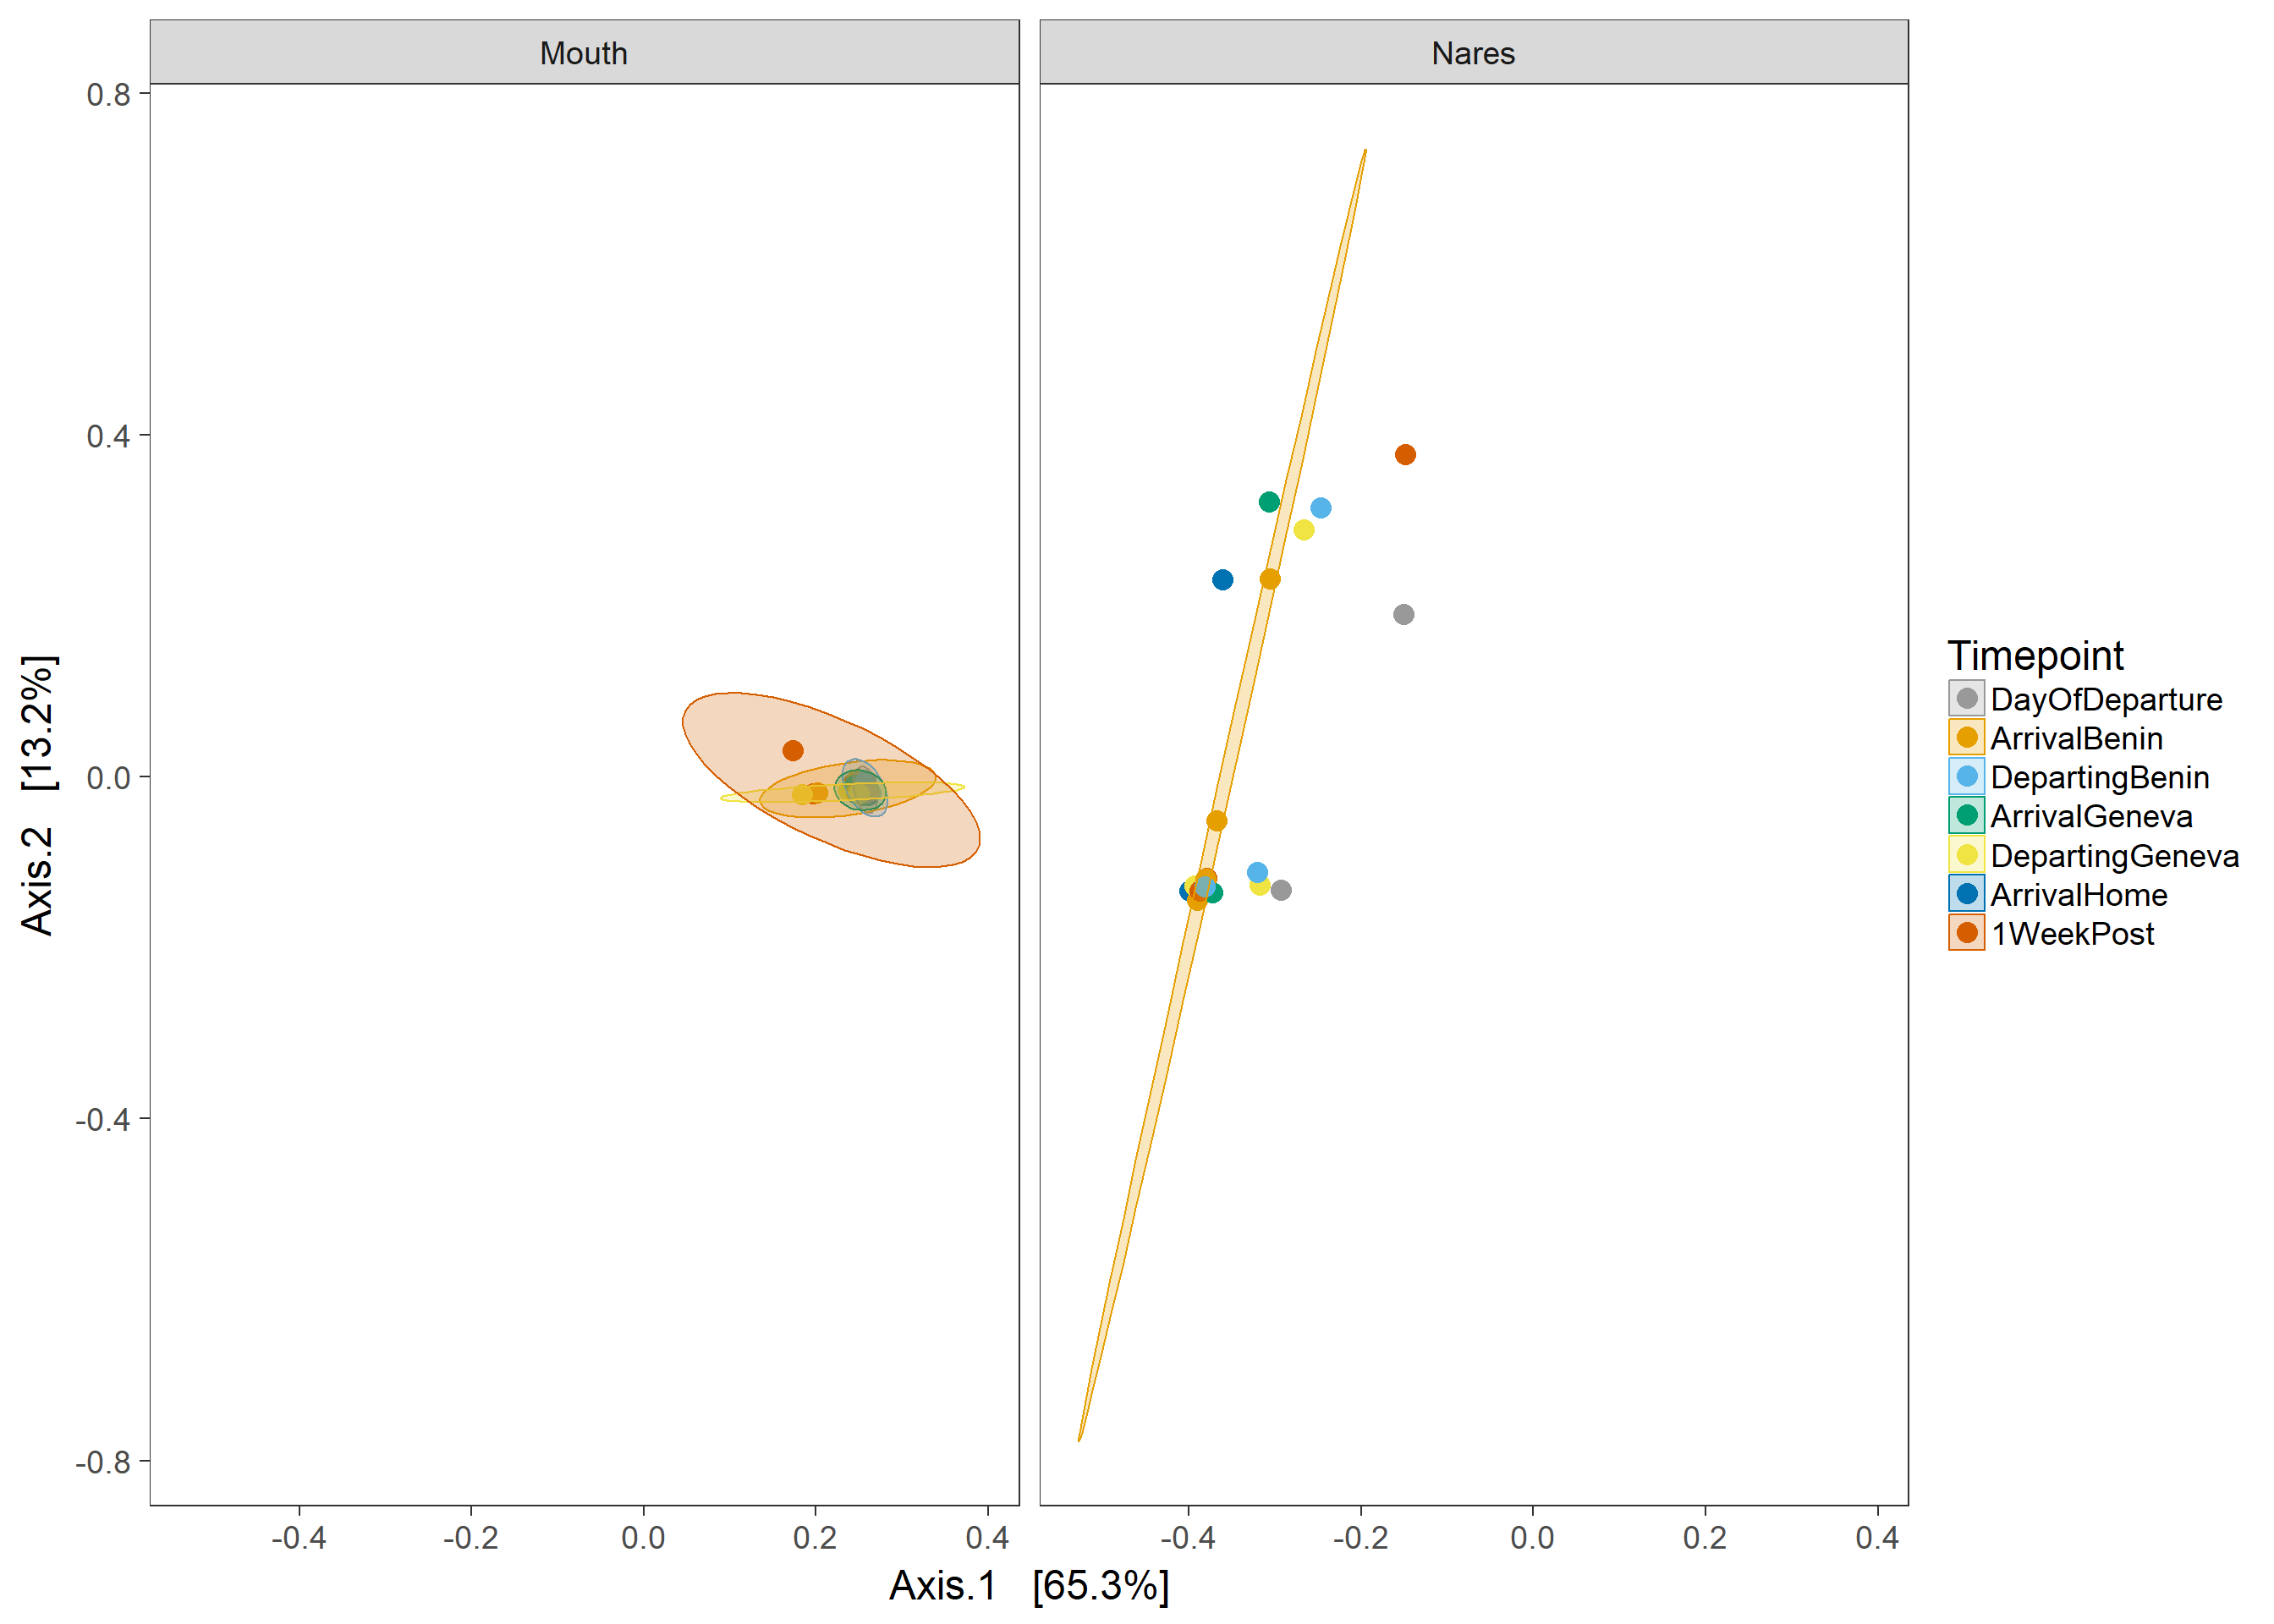 Mouth
Nares
0.8
0.4
0.0
-0.4
-0.8
Axis.2 [13.2%]
-0.4 -0.2 0.0 0.2 0.4
-0.4 -0.2 0.0 0.2 0.4
Axis.1 [65.3%]
Timepoint
DayOfDeparture
ArrivalBenin
DepartingBenin
ArrivalGeneva
DepartingGeneva
ArrivalHome
1WeekPost